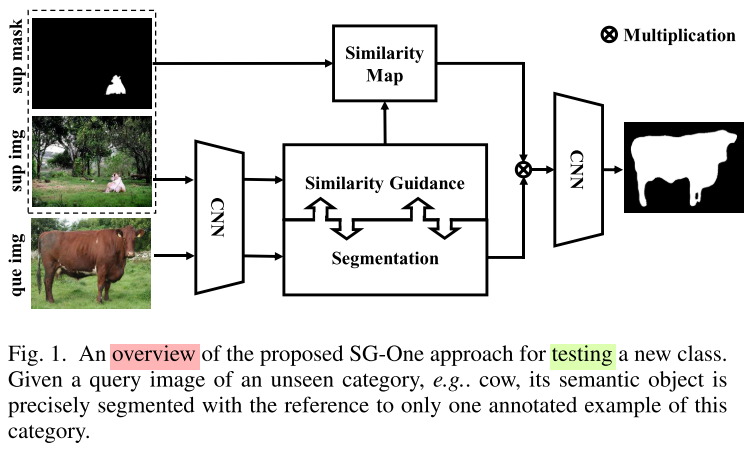 sup mask
sup img
que img
CNN
Similarity
Map
Similarity Guidance
Segmentation
Multiplication
CNN
Fig. 1. An overview of the proposed SG-One approach for testing a new class.
Given a query image of an unseen category, e.g.. cow, its semantic object is
precisely segmented with the reference to only one annotated example of this
category.